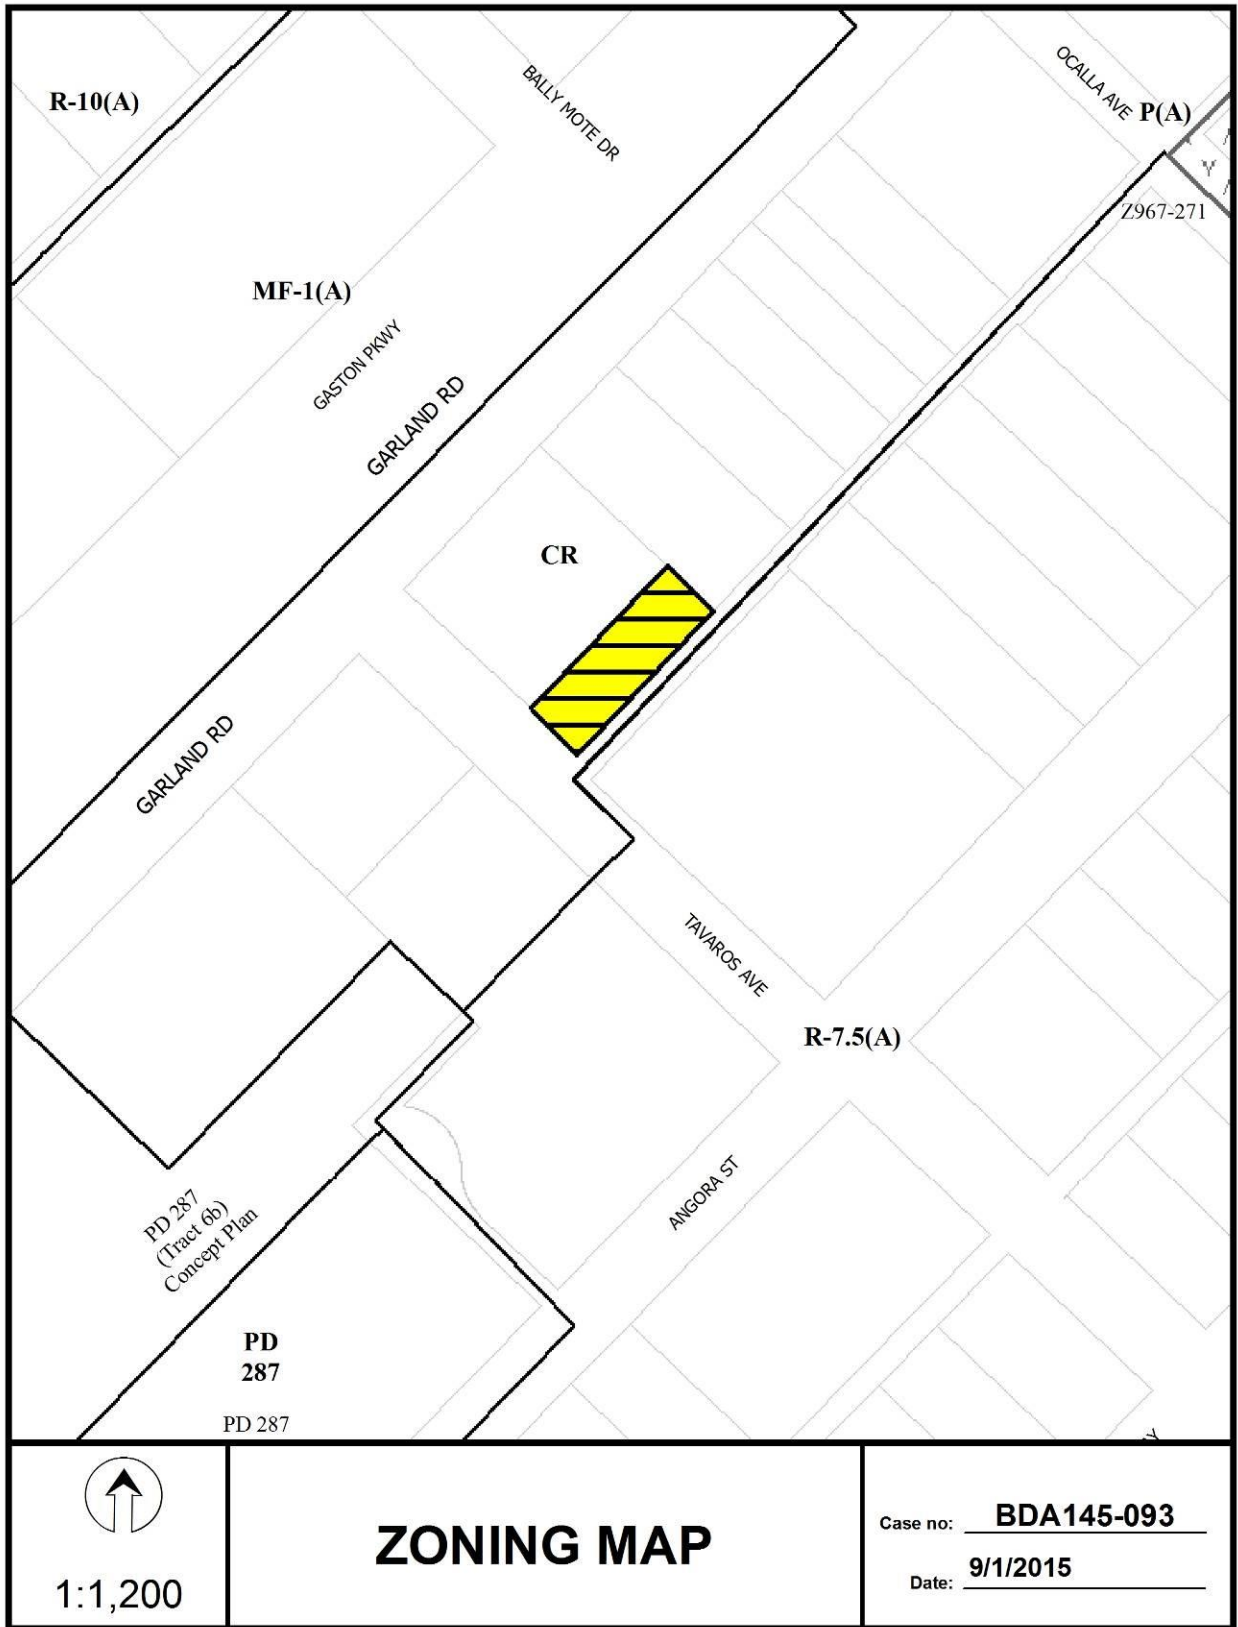 OCALLA AVE
BALLY MOTE DR
R-10(A)
P(A)
Z967-271
MF-1(A)
GASTON PKWY
GARLAND RD
CR
GARLAND RD
TAVAROS AVE
R-7.5(A)
ANGORA ST
PD 287
(Tract 6b)
Concept Plan
PD
287
PD 287
1:1,200
ZONING MAP
Case no: BDA145-093
Date: 9/1/2015